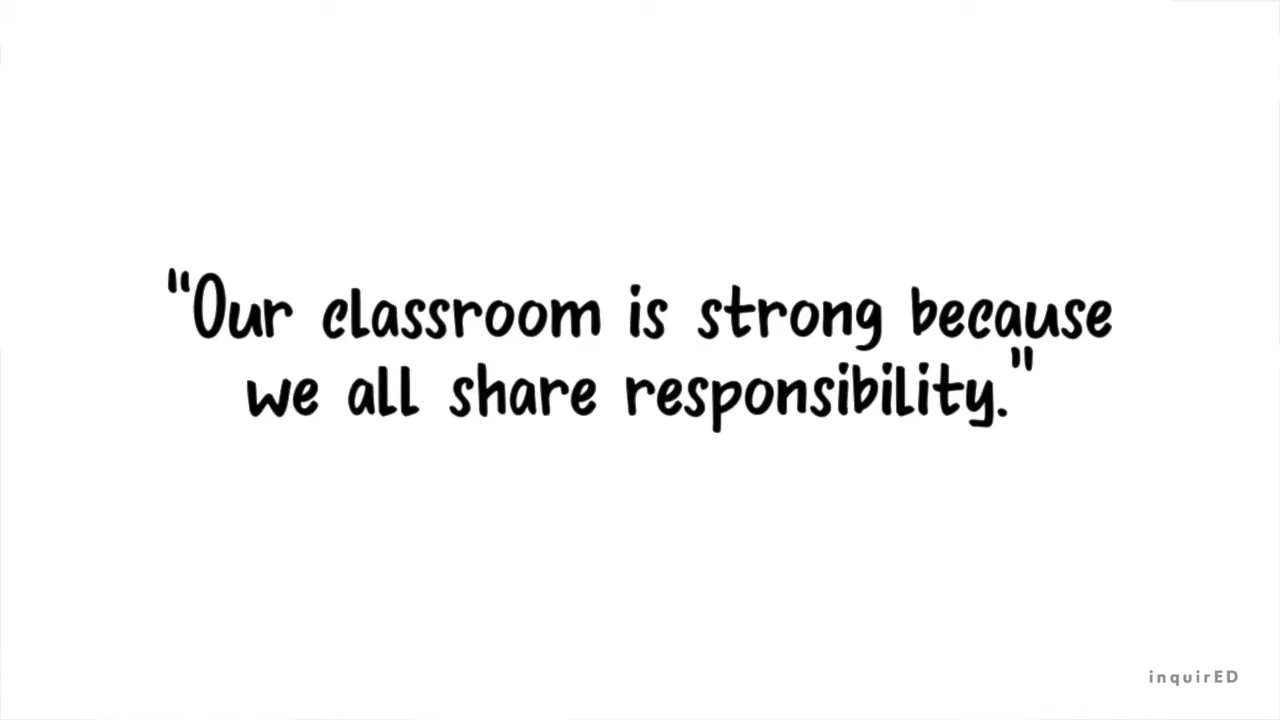 "Our classroom is strong because
we all share responsibility."
inquirED